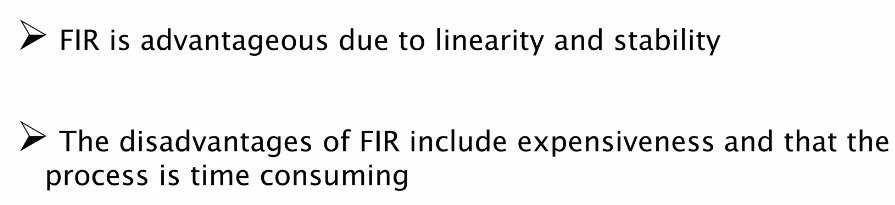 ➢ FIR is advantageous due to linearity and stability
➢ The disadvantages of FIR include expensiveness and that the
process is time consuming